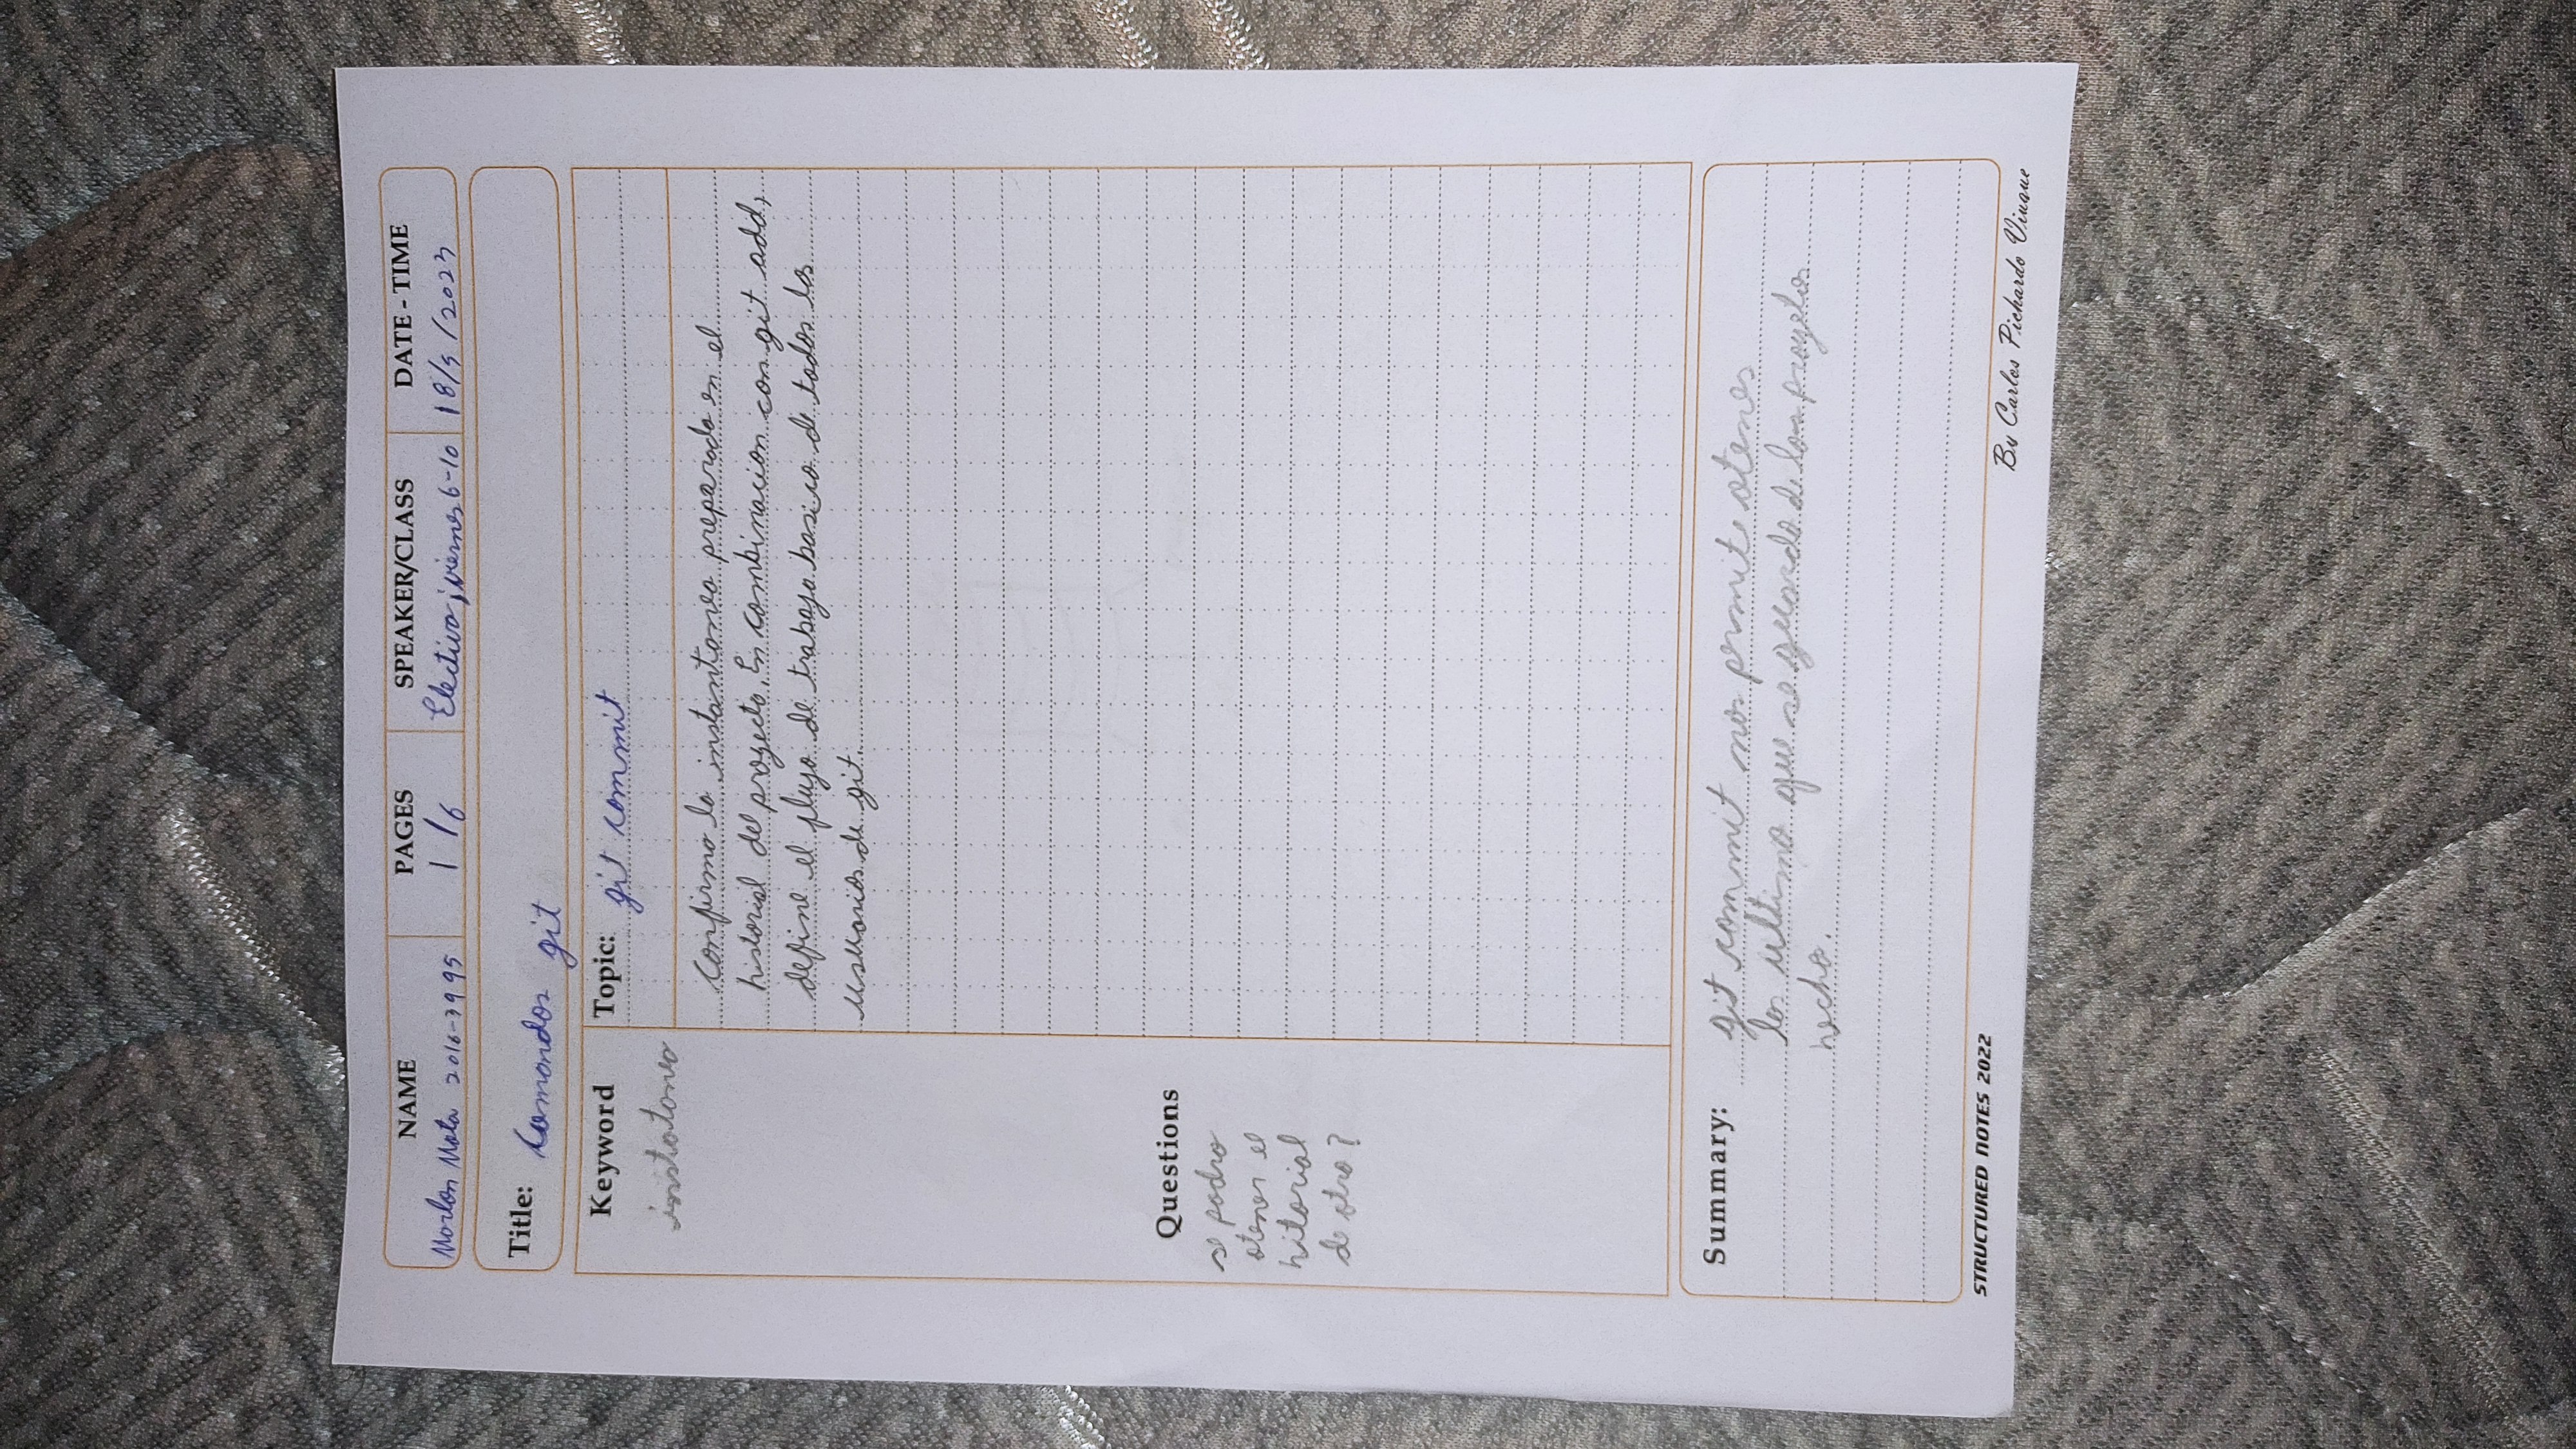 NAME PAGES SPEAKER/CLASS DATE - TIME
Marlon Mota 2016-3995 1/6 Electiva j; viernes 6-10 18/5/2023
Title: Comandos git
Keyword
instatanea
Topic: git commit
Confirma la instantanea preparada en el
historial del proyecto. En combinacion con git add,
define el flujo de trabajo basico de todos los
usuarios de git.
Questions
se podra
otener el
hitorial
de otro?
Summary: git commit nos permite otener
los ultimo que se guardo de los proyetos
hecho.
STRUCTURED NOTES 2022
By Carlos Pichardo Viuque